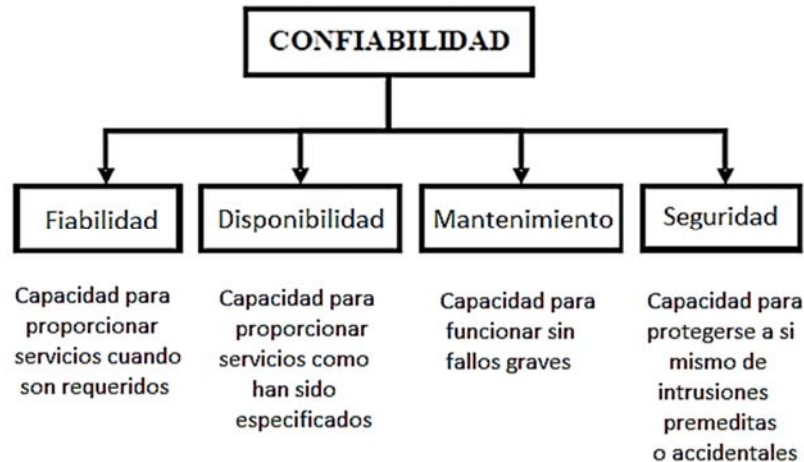 CONFIABILIDAD
Fiabilidad
Disponibilidad
Mantenimiento
Seguridad
Capacidad para
proporcionar
servicios cuando
son requeridos
Capacidad para
proporcionar
servicios como
han sido
especificados
Capacidad para
funcionar sin
fallos graves
Capacidad para
protegerse a si
mismo de
intrusiones
premeditas
o accidentales